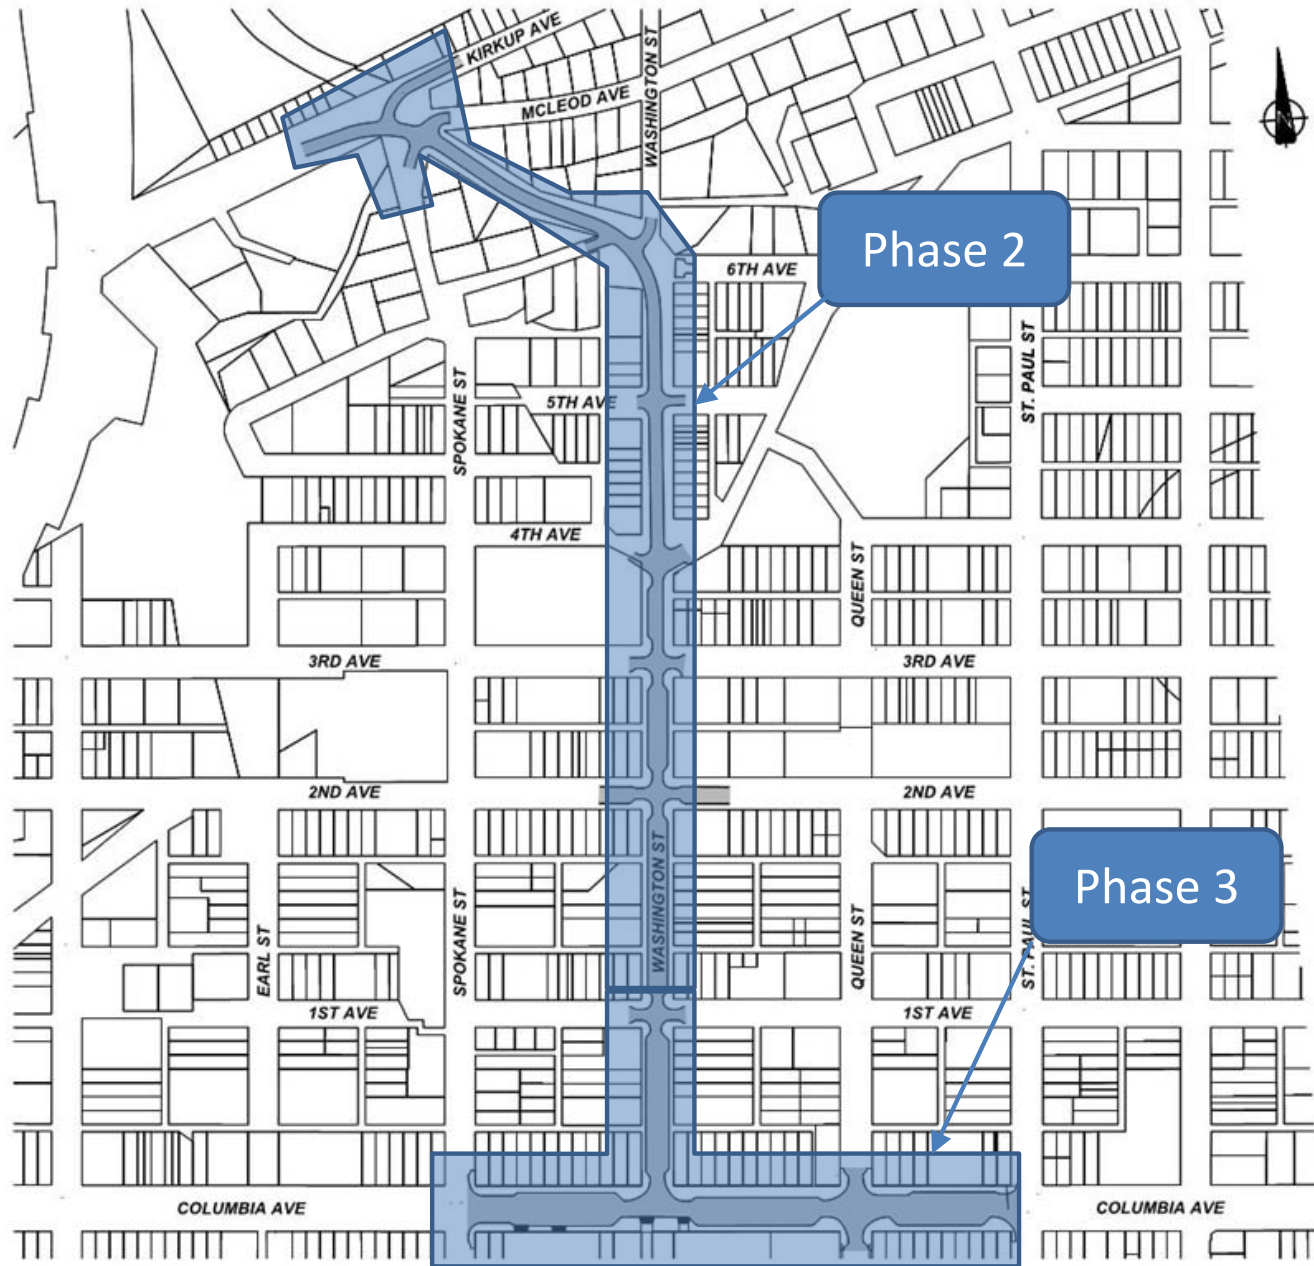 KIRKUP AVE
MCLEOD AVE
WASHINGTON ST
N
Phase 2
6TH AVE
ST. PAUL ST
SPOKANE ST
5TH AVE
4TH AVE
QUEEN ST
3RD AVE
3RD AVE
2ND AVE
2ND AVE
WASHINGTON ST
Phase 3
EARL ST
SPOKANE ST
QUEEN ST
ST. PAUL ST
1ST AVE
1ST AVE
COLUMBIA AVE
COLUMBIA AVE